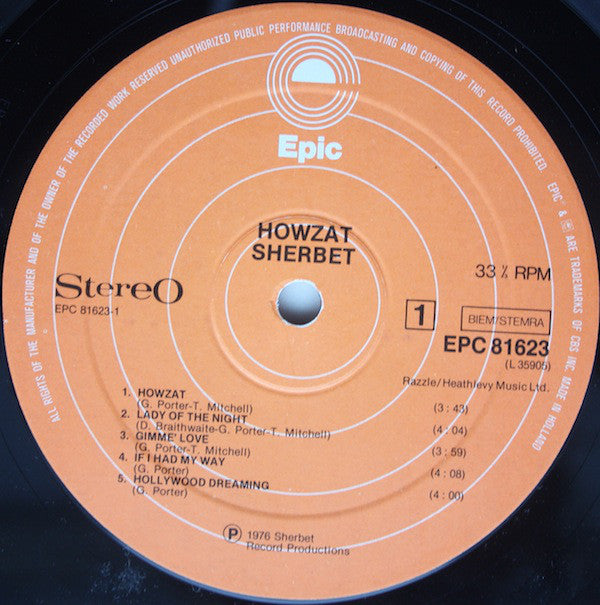 ALL RIGHTS OF THE MANUFACTURER AND OF THE OWNER OF THE RECORDED WORK RESERVED UNAUTHORIZED PUBLIC PERFORMANCE BROADCASTING AND COPYING OF THIS RECORD PROHIBITED. EPIC & ARE TRADEMARKS OF CBS INC. MADE IN HOLLAND
Epic
HOWZAT
SHERBET
Stereo
EPC 81623-1
33⅓ RPM
1
BIEM/STEMRA
EPC 81623
(L 35905)
Razzle/Heathlevy Music Ltd.
1. HOWZAT
(G. Porter-T. Mitchell) (3:43)
2. LADY OF THE NIGHT
(D. Braithwaite-G. Porter-T. Mitchell) (4:04)
3. GIMME' LOVE
(G. Porter-T. Mitchell) (3:59)
4. IF I HAD MY WAY
(G. Porter) (4:08)
5. HOLLYWOOD DREAMING
(G. Porter) (4:00)
Ⓟ 1976 Sherbet
Record Productions